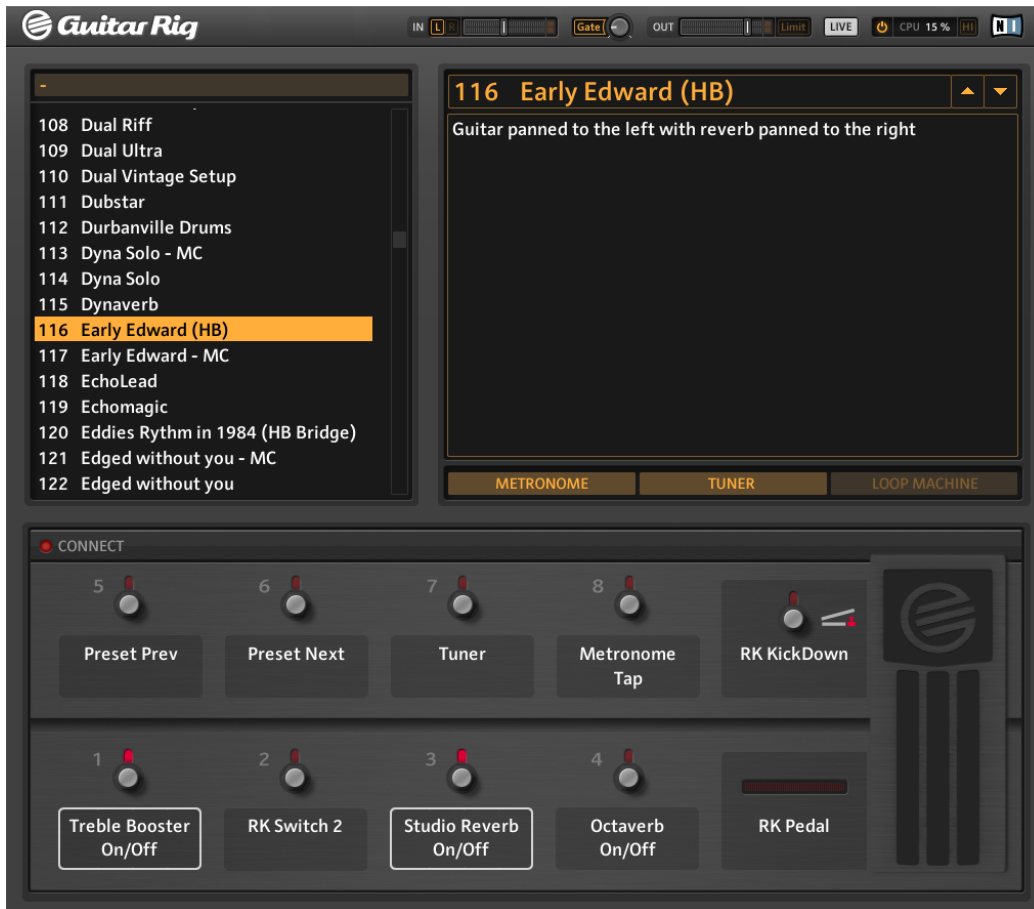 Guitar Rig
IN L R Gate OUT Limit LIVE CPU 15 % HI N I
-
108 Dual Riff
109 Dual Ultra
110 Dual Vintage Setup
111 Dubstar
112 Durbanville Drums
113 Dyna Solo - MC
114 Dyna Solo
115 Dynaverb
116 Early Edward (HB)
117 Early Edward - MC
118 EchoLead
119 Echomagic
120 Eddies Rythm in 1984 (HB Bridge)
121 Edged without you - MC
122 Edged without you
116 Early Edward (HB)
Guitar panned to the left with reverb panned to the right
METRONOME TUNER LOOP MACHINE
CONNECT
5 6 7 8
Preset Prev
Preset Next
Tuner
Metronome
Tap
RK KickDown
1 2 3 4
Treble Booster
On/Off
RK Switch 2
Studio Reverb
On/Off
Octaverb
On/Off
RK Pedal